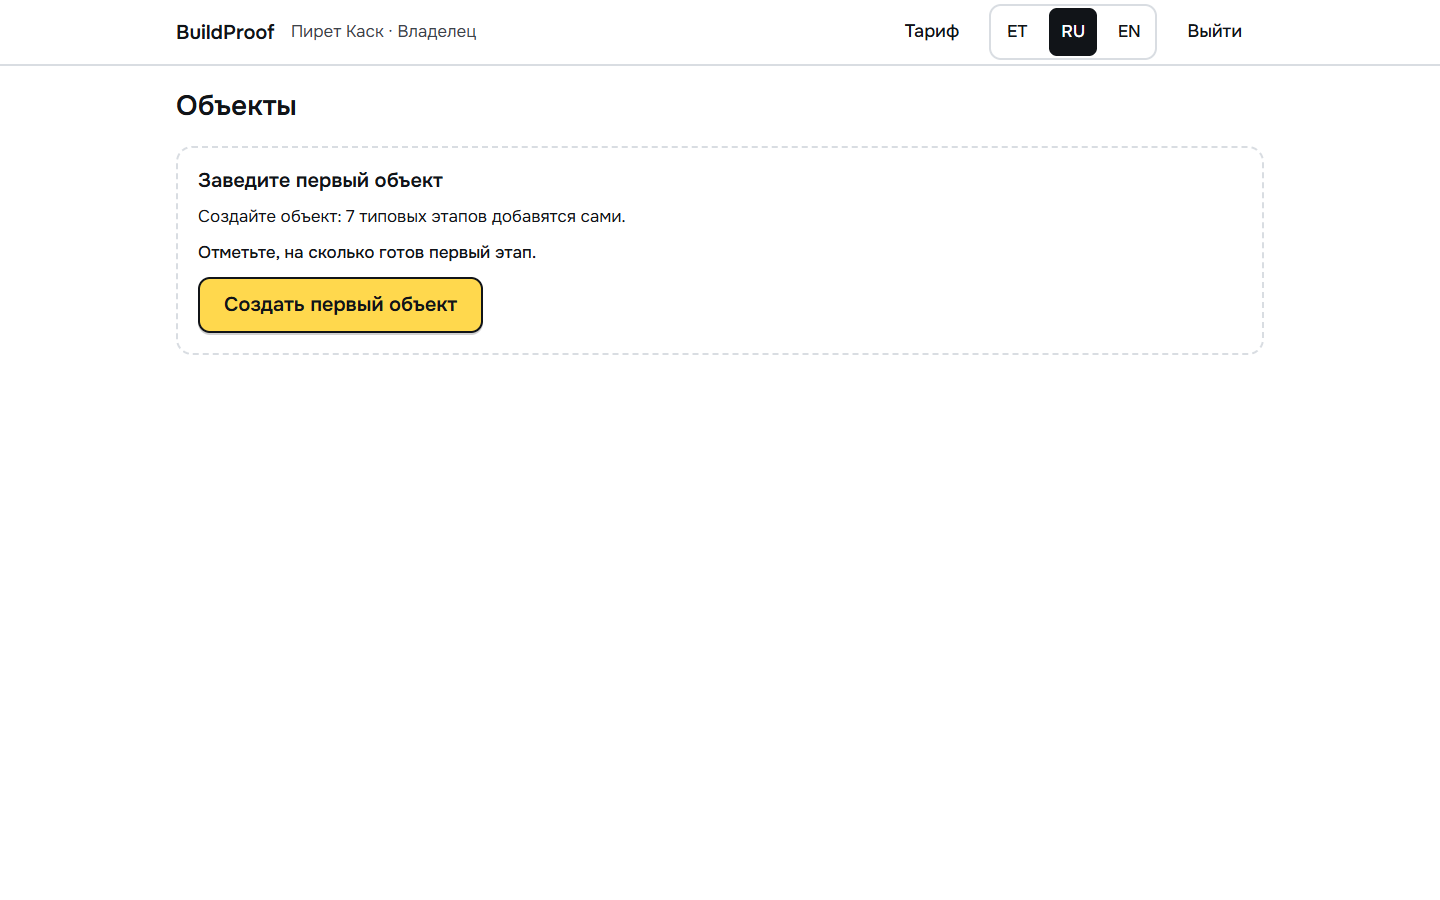 BuildProof Пирет Каск · Владелец Тариф ET RU EN Выйти
Объекты
Заведите первый объект
Создайте объект: 7 типовых этапов добавятся сами.
Отметьте, на сколько готов первый этап.
Создать первый объект